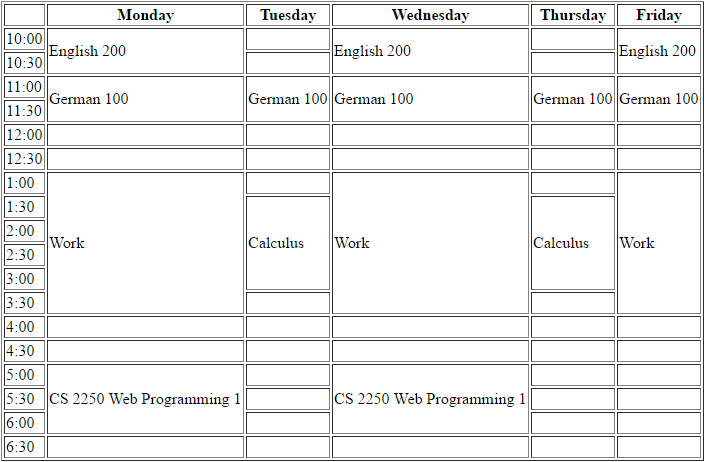 Monday Tuesday Wednesday Thursday Friday
10:00 English 200 English 200 English 200
10:30
11:00 German 100 German 100 German 100 German 100 German 100
11:30
12:00
12:30
1:00 Work Work Work
1:30 Calculus Calculus
2:00
2:30
3:00
3:30
4:00
4:30
5:00 CS 2250 Web Programming 1 CS 2250 Web Programming 1
5:30
6:00
6:30